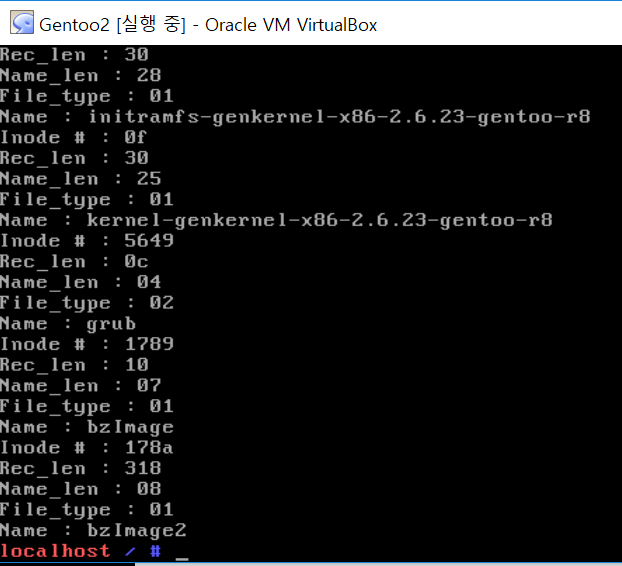 Gentoo2 [실행 중] - Oracle VM VirtualBox
Rec_len : 30
Name_len : 28
File_type : 01
Name : initramfs-genkernel-x86-2.6.23-gentoo-r8
Inode # : 0f
Rec_len : 30
Name_len : 25
File_type : 01
Name : kernel-genkernel-x86-2.6.23-gentoo-r8
Inode # : 5649
Rec_len : 0c
Name_len : 04
File_type : 02
Name : grub
Inode # : 1789
Rec_len : 10
Name_len : 07
File_type : 01
Name : bzImage
Inode # : 178a
Rec_len : 318
Name_len : 08
File_type : 01
Name : bzImage2
localhost / # _